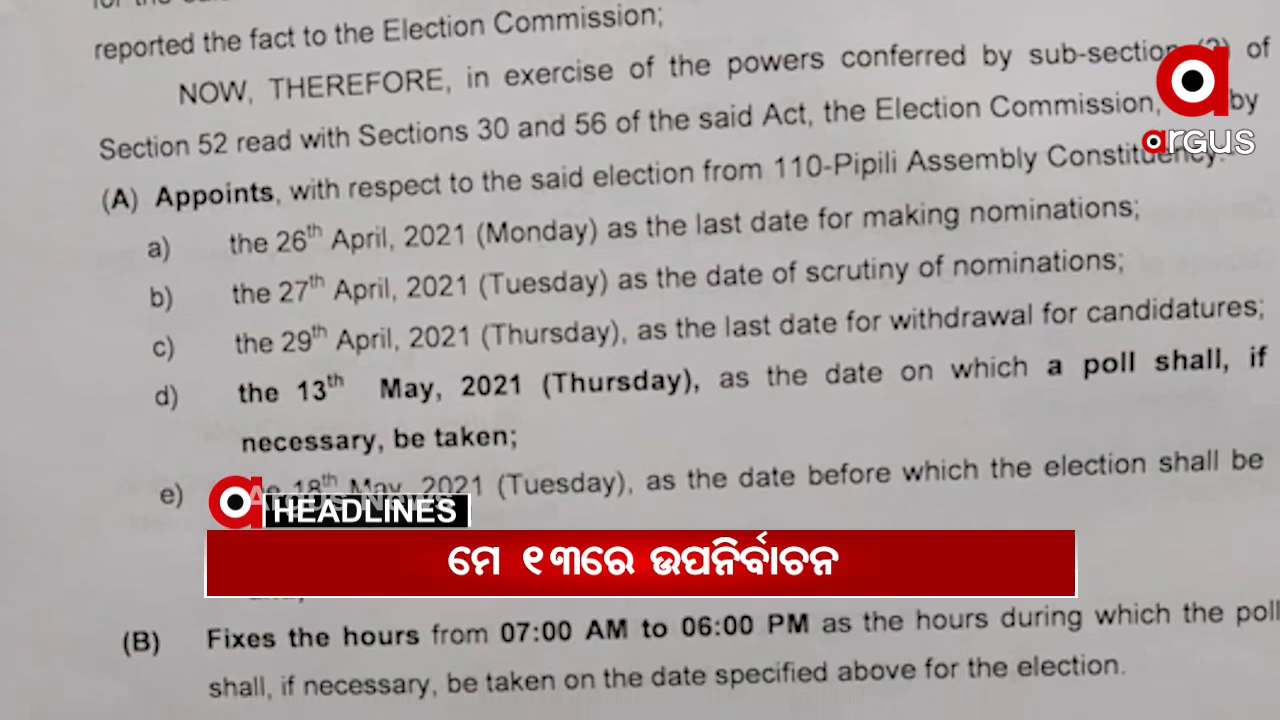 reported the fact to the Election Commission;
NOW, THEREFORE, in exercise of the powers conferred by sub-section of
Section 52 read with Sections 30 and 56 of the said Act, the Election Commission, by
(A) Appoints, with respect to the said election from 110-Pipili Assembly Constituency:
a) the 26th April, 2021 (Monday) as the last date for making nominations;
b) the 27th April, 2021 (Tuesday) as the date of scrutiny of nominations;
c) the 29th April, 2021 (Thursday), as the last date for withdrawal for candidatures;
d) the 13th May, 2021 (Thursday), as the date on which a poll shall, if
necessary, be taken;
e) 18th May, 2021 (Tuesday), as the date before which the election shall be
(B) Fixes the hours from 07:00 AM to 06:00 PM as the hours during which the poll
shall, if necessary, be taken on the date specified above for the election.
argus
Argus News
HEADLINES
ମେ ୧୩ରେ ଉପନିର୍ବାଚନ